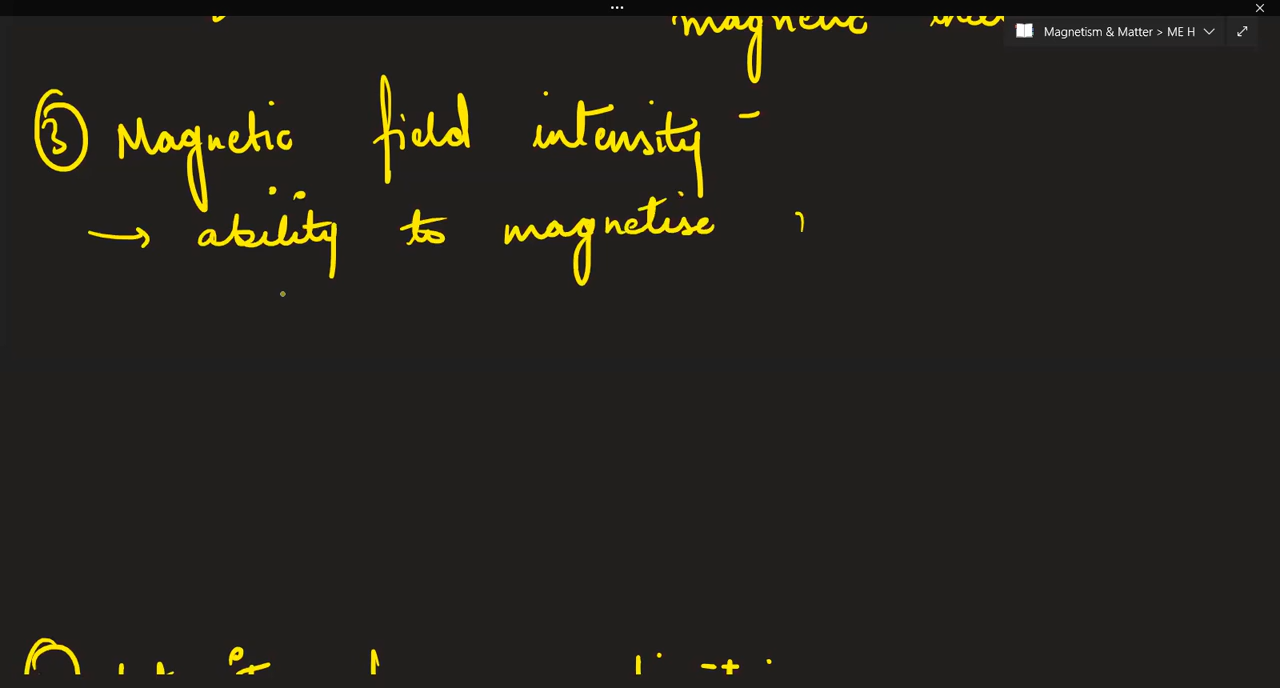 magnetic
Magnetism & Matter > ME H
③ Magnetic field intensity -
→ ability to magnetise